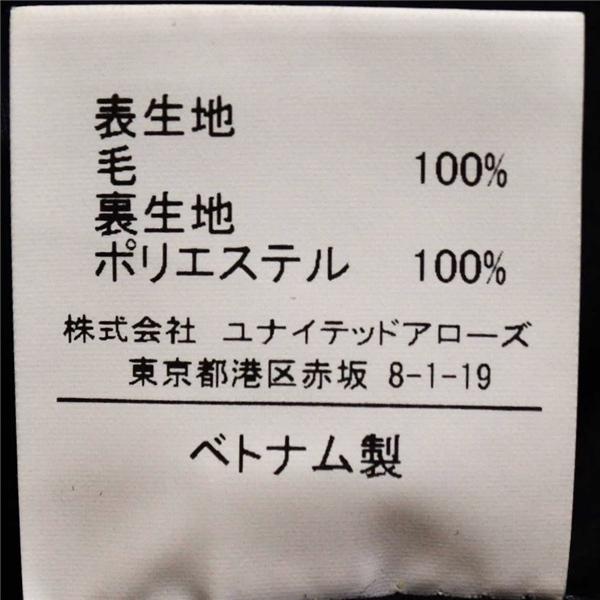 表生地
毛 100%
裏生地
ポリエステル 100%
株式会社 ユナイテッドアローズ
東京都港区赤坂 8-1-19
ベトナム製